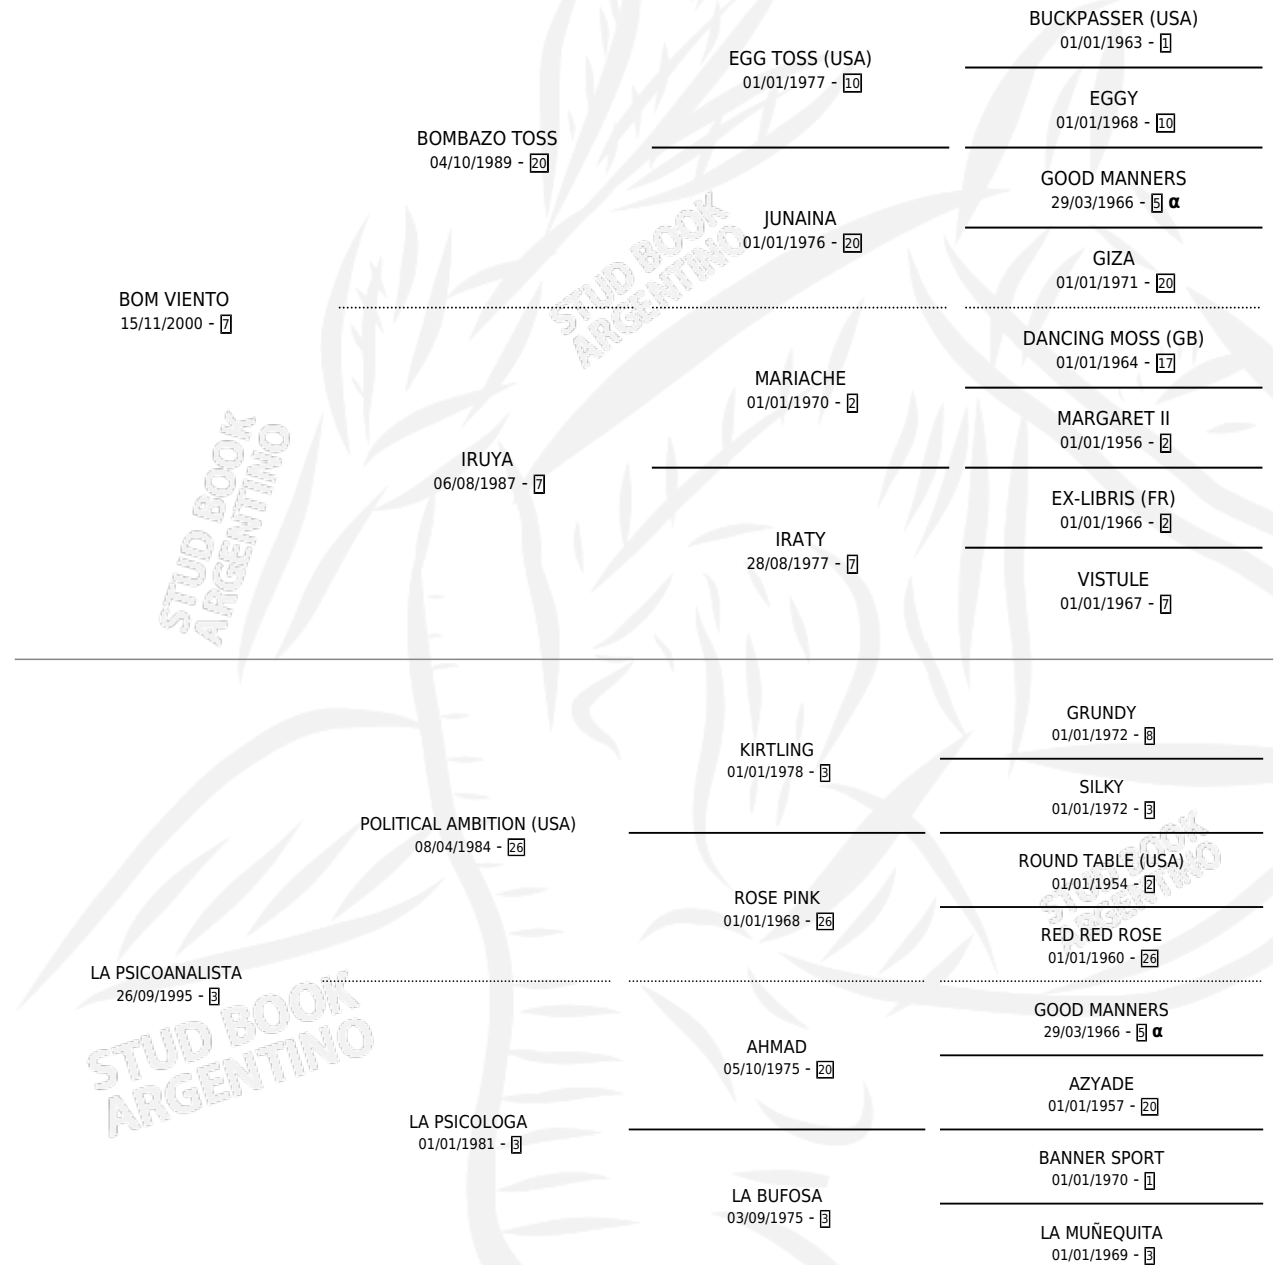 BUCKPASSER (USA)
01/01/1963 - 1
EGG TOSS (USA)
01/01/1977 - 10
EGGY
01/01/1968 - 10
BOMBAZO TOSS
04/10/1989 - 20
GOOD MANNERS
29/03/1966 - 5 α
JUNAINA
01/01/1976 - 20
GIZA
01/01/1971 - 20
BOM VIENTO
15/11/2000 - 7
DANCING MOSS (GB)
01/01/1964 - 17
MARIACHE
01/01/1970 - 2
MARGARET II
01/01/1956 - 2
IRUYA
06/08/1987 - 7
EX-LIBRIS (FR)
01/01/1966 - 2
IRATY
28/08/1977 - 7
VISTULE
01/01/1967 - 7
GRUNDY
01/01/1972 - 8
KIRTLING
01/01/1978 - 3
SILKY
01/01/1972 - 3
POLITICAL AMBITION (USA)
08/04/1984 - 26
ROUND TABLE (USA)
01/01/1954 - 2
ROSE PINK
01/01/1968 - 26
RED RED ROSE
01/01/1960 - 26
LA PSICOANALISTA
26/09/1995 - 3
GOOD MANNERS
29/03/1966 - 5 α
AHMAD
05/10/1975 - 20
AZYADE
01/01/1957 - 20
LA PSICOLOGA
01/01/1981 - 3
BANNER SPORT
01/01/1970 - 1
LA BUFOSA
03/09/1975 - 3
LA MUÑEQUITA
01/01/1969 - 3
STUD BOOK
ARGENTINO
STUD BOOK
ARGENTINO
STUD BOOK
ARGENTINO
STUD BOOK
ARGENTINO